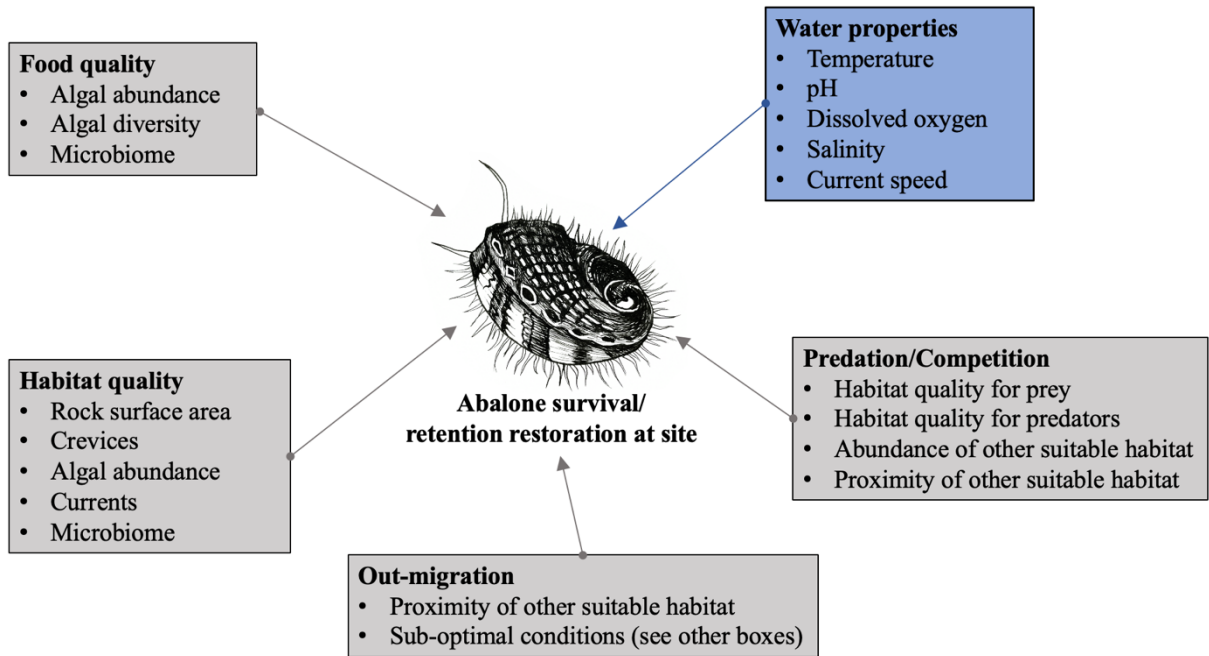 Food quality
• Algal abundance
• Algal diversity
• Microbiome
Water properties
• Temperature
• pH
• Dissolved oxygen
• Salinity
• Current speed
Habitat quality
• Rock surface area
• Crevices
• Algal abundance
• Currents
• Microbiome
Abalone survival/
retention restoration at site
Predation/Competition
• Habitat quality for prey
• Habitat quality for predators
• Abundance of other suitable habitat
• Proximity of other suitable habitat
Out-migration
• Proximity of other suitable habitat
• Sub-optimal conditions (see other boxes)